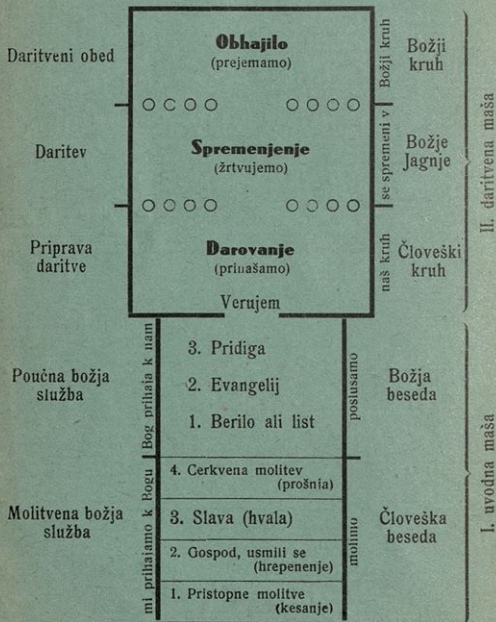 Daritveni obed
Obhajilo
(prejemamo)
Božji kruh
Božji
kruh
Daritev
Spremenjenje
(žrtvujemo)
se spremeni v
Božje
Jagnje
II. daritvena maša
Priprava
daritve
Darovanje
(prinašamo)
naš kruh
Človeški
kruh
Verujem
Poučna božja
služba
Bog prihaja k nam
3. Pridiga
2. Evangelij
1. Berilo ali list
poslušamo
Božja
beseda
Molitvena božja
služba
mi prihajamo k Bogu
4. Cerkvena molitev
(prošnja)
3. Slava (hvala)
2. Gospod, usmili se
(hrepenenje)
1. Pristopne molitve
(kesanje)
molimo
Človeška
beseda
I. uvodna maša